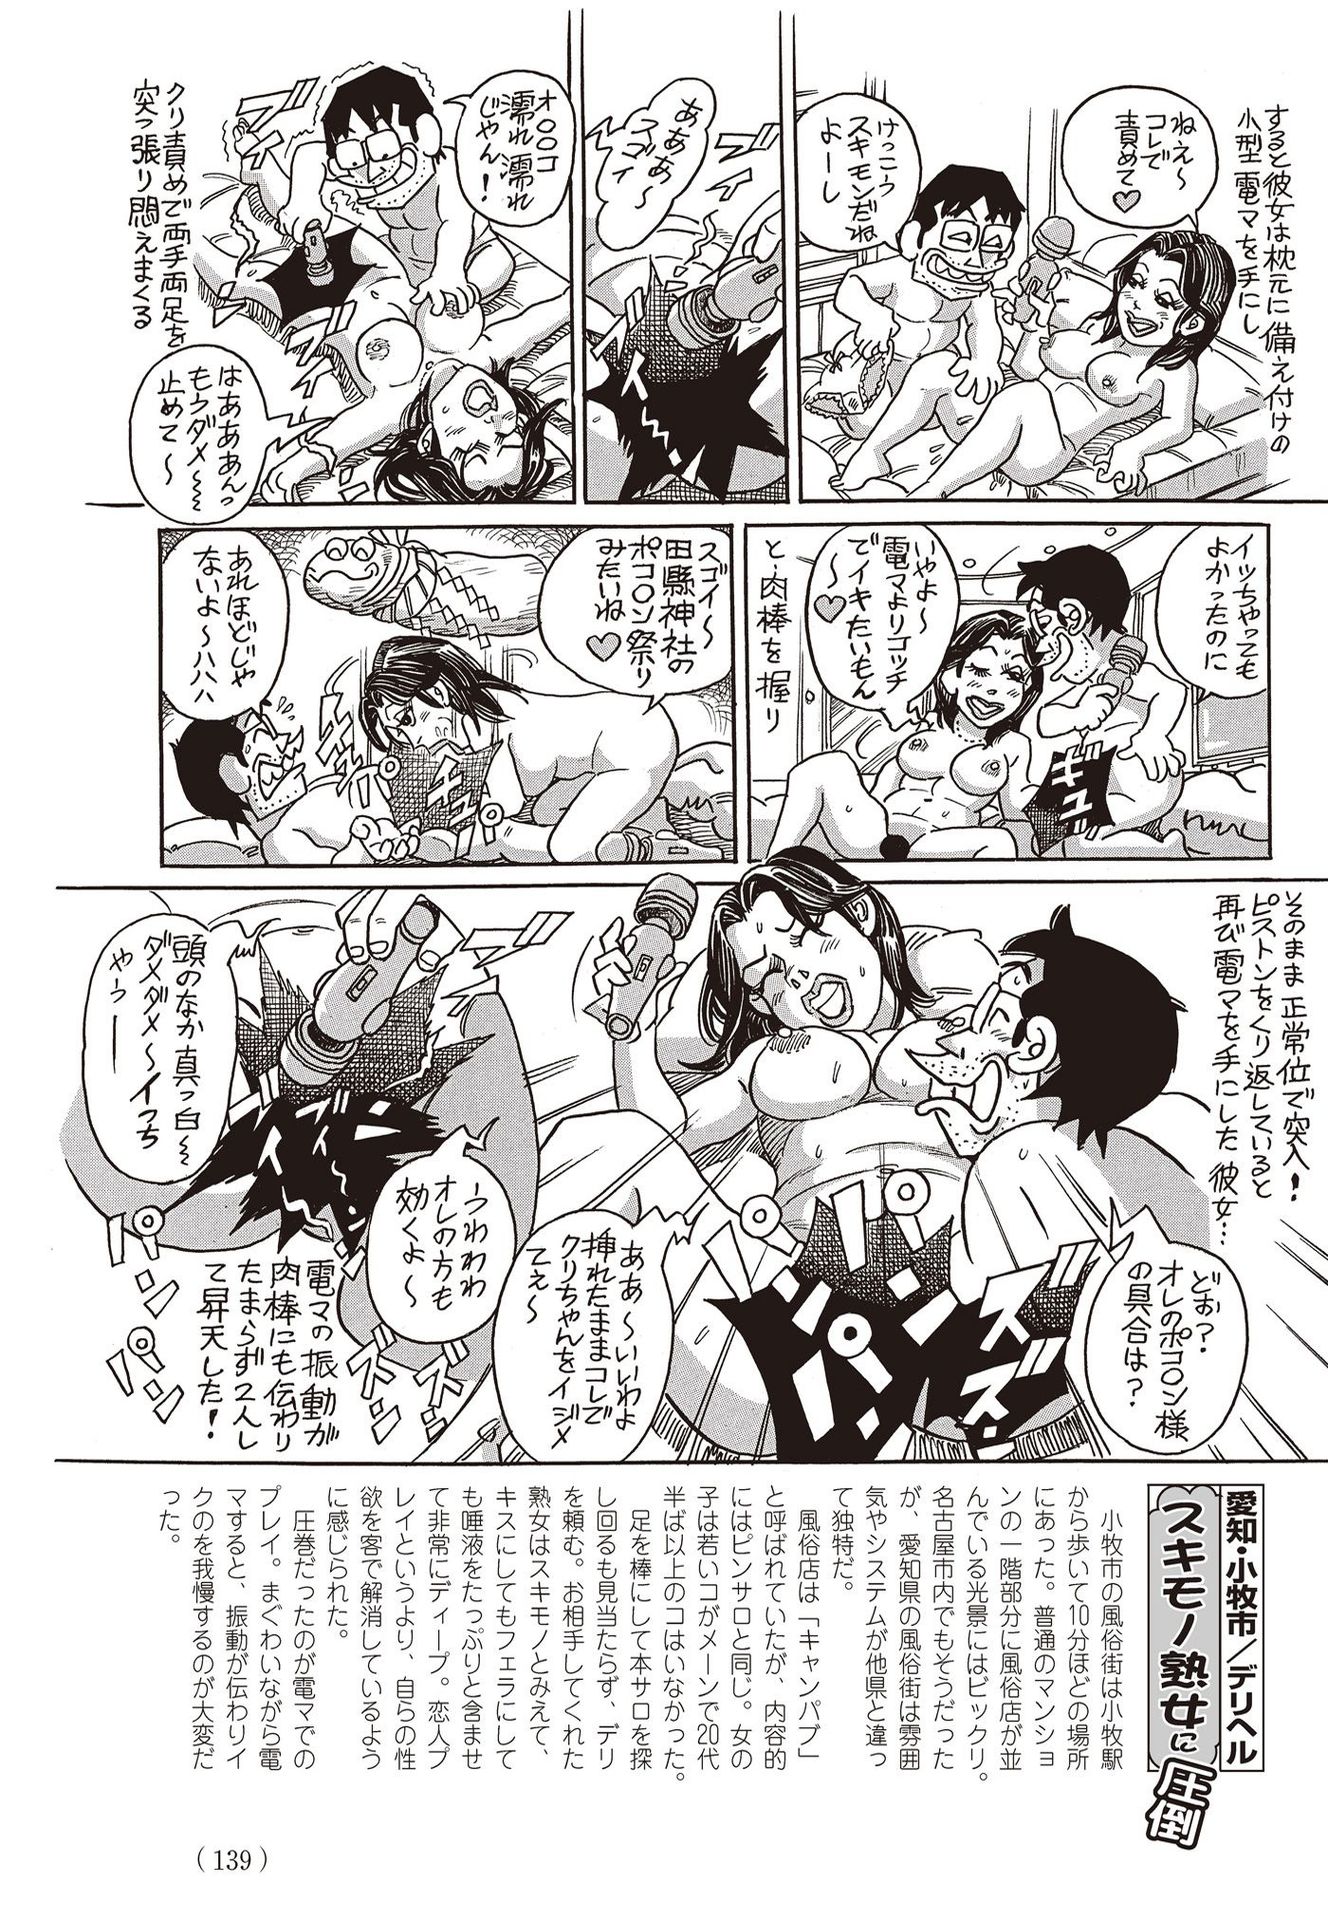 すると彼女は枕元に備え付けの
小型電マを手にし
ねえ〜
コレで
責めて♡
けっこう
スキモンだね
よーし
ああぁ〜
スゴイ
オ○○コ
濡れ濡れ
じゃん!
クリ責めで両手両足を
突っ張り悶えまくる
はあああんっ
もうダメ〜〜
止めて〜
イッちゃっても
よかったのに
いやよ〜
電マよりゴッチ
でイキたいもん
〜♡
ギュ
と、肉棒を握り
スゴイ〜
田縣神社の
ポコ○ン祭り
みたいね♡
あれほどじゃ
ないよ〜ハハハ
そのまま正常位で突入!
ピストンをくり返していると
再び電マを手にした彼女…
どお?
オレのポコ○ン様
の具合は?
ああ〜いいわよ
挿れたままコレで
クリちゃんをイジメ
てぇ〜
パンパン
ズンズン
うわわわ
オレの方も
効くよ〜
頭のなか真っ白〜
ダメダメ〜イっち
ゃうー
パンパン
電マの振動が
肉棒にも伝わり
たまらず2人し
て昇天した!
愛知・小牧市/デリヘル
スキモノ熟女に圧倒
小牧市の風俗街は小牧駅
から歩いて10分ほどの場所
にあった。普通のマンショ
ンの一階部分に風俗店が並
んでいる光景にはビックリ。
名古屋市内でもそうだった
が、愛知県の風俗街は雰囲
気やシステムが他県と違っ
て独特だ。
風俗店は「キャンパブ」
と呼ばれていたが、内容的
にはピンサロと同じ。女の
子は若いコがメーンで20代
半ば以上のコはいなかった。
足を棒にして本サロを探
し回るも見当たらず、デリ
を頼む。お相手してくれた
熟女はスキモノとみえて、
キスにしてもフェラにして
も唾液をたっぷりと含ませ
て非常にディープ。恋人プ
レイというより、自らの性
欲を客で解消しているよう
に感じられた。
圧巻だったのが電マでの
プレイ。まぐわいながら電
マすると、振動が伝わりイ
クのを我慢するのが大変だ
った。
(139)